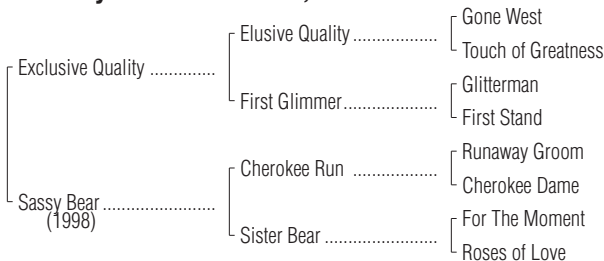 Gone West
Elusive Quality ..................
Touch of Greatness
Exclusive Quality .............
Glitterman
First Glimmer....................
First Stand
Runaway Groom
Cherokee Run ..................
Cherokee Dame
Sassy Bear ........................
(1998)
For The Moment
Sister Bear ........................
Roses of Love